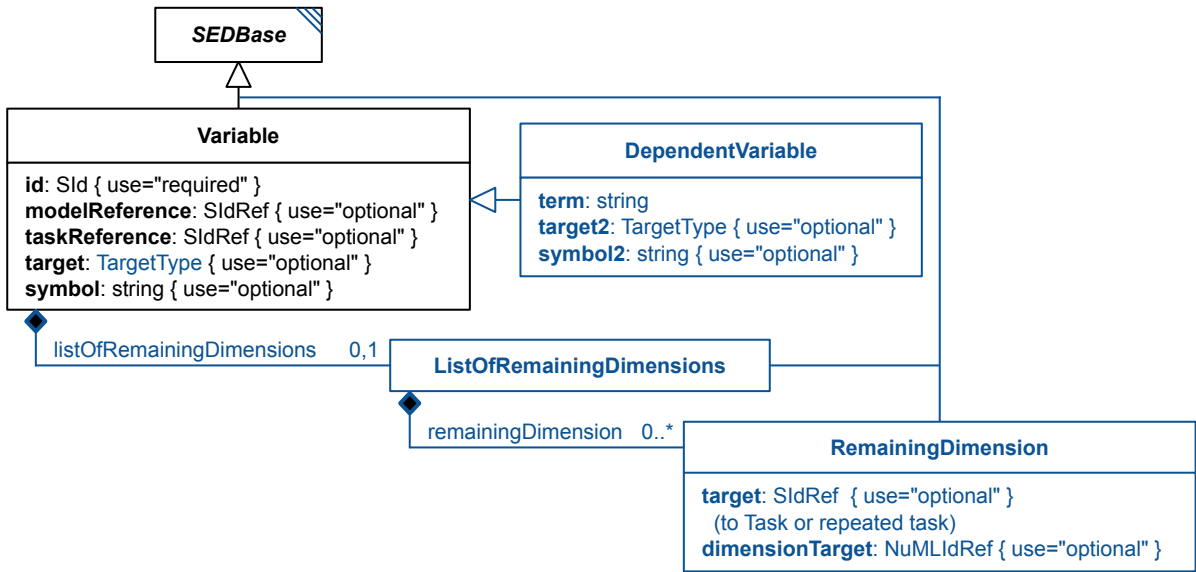 SEDBase
Variable
id: SId { use="required" }
modelReference: SIdRef { use="optional" }
taskReference: SIdRef { use="optional" }
target: TargetType { use="optional" }
symbol: string { use="optional" }
DependentVariable
term: string
target2: TargetType { use="optional" }
symbol2: string { use="optional" }
listOfRemainingDimensions 0,1
ListOfRemainingDimensions
remainingDimension 0..*
RemainingDimension
target: SIdRef { use="optional" }
(to Task or repeated task)
dimensionTarget: NuMLIdRef { use="optional" }